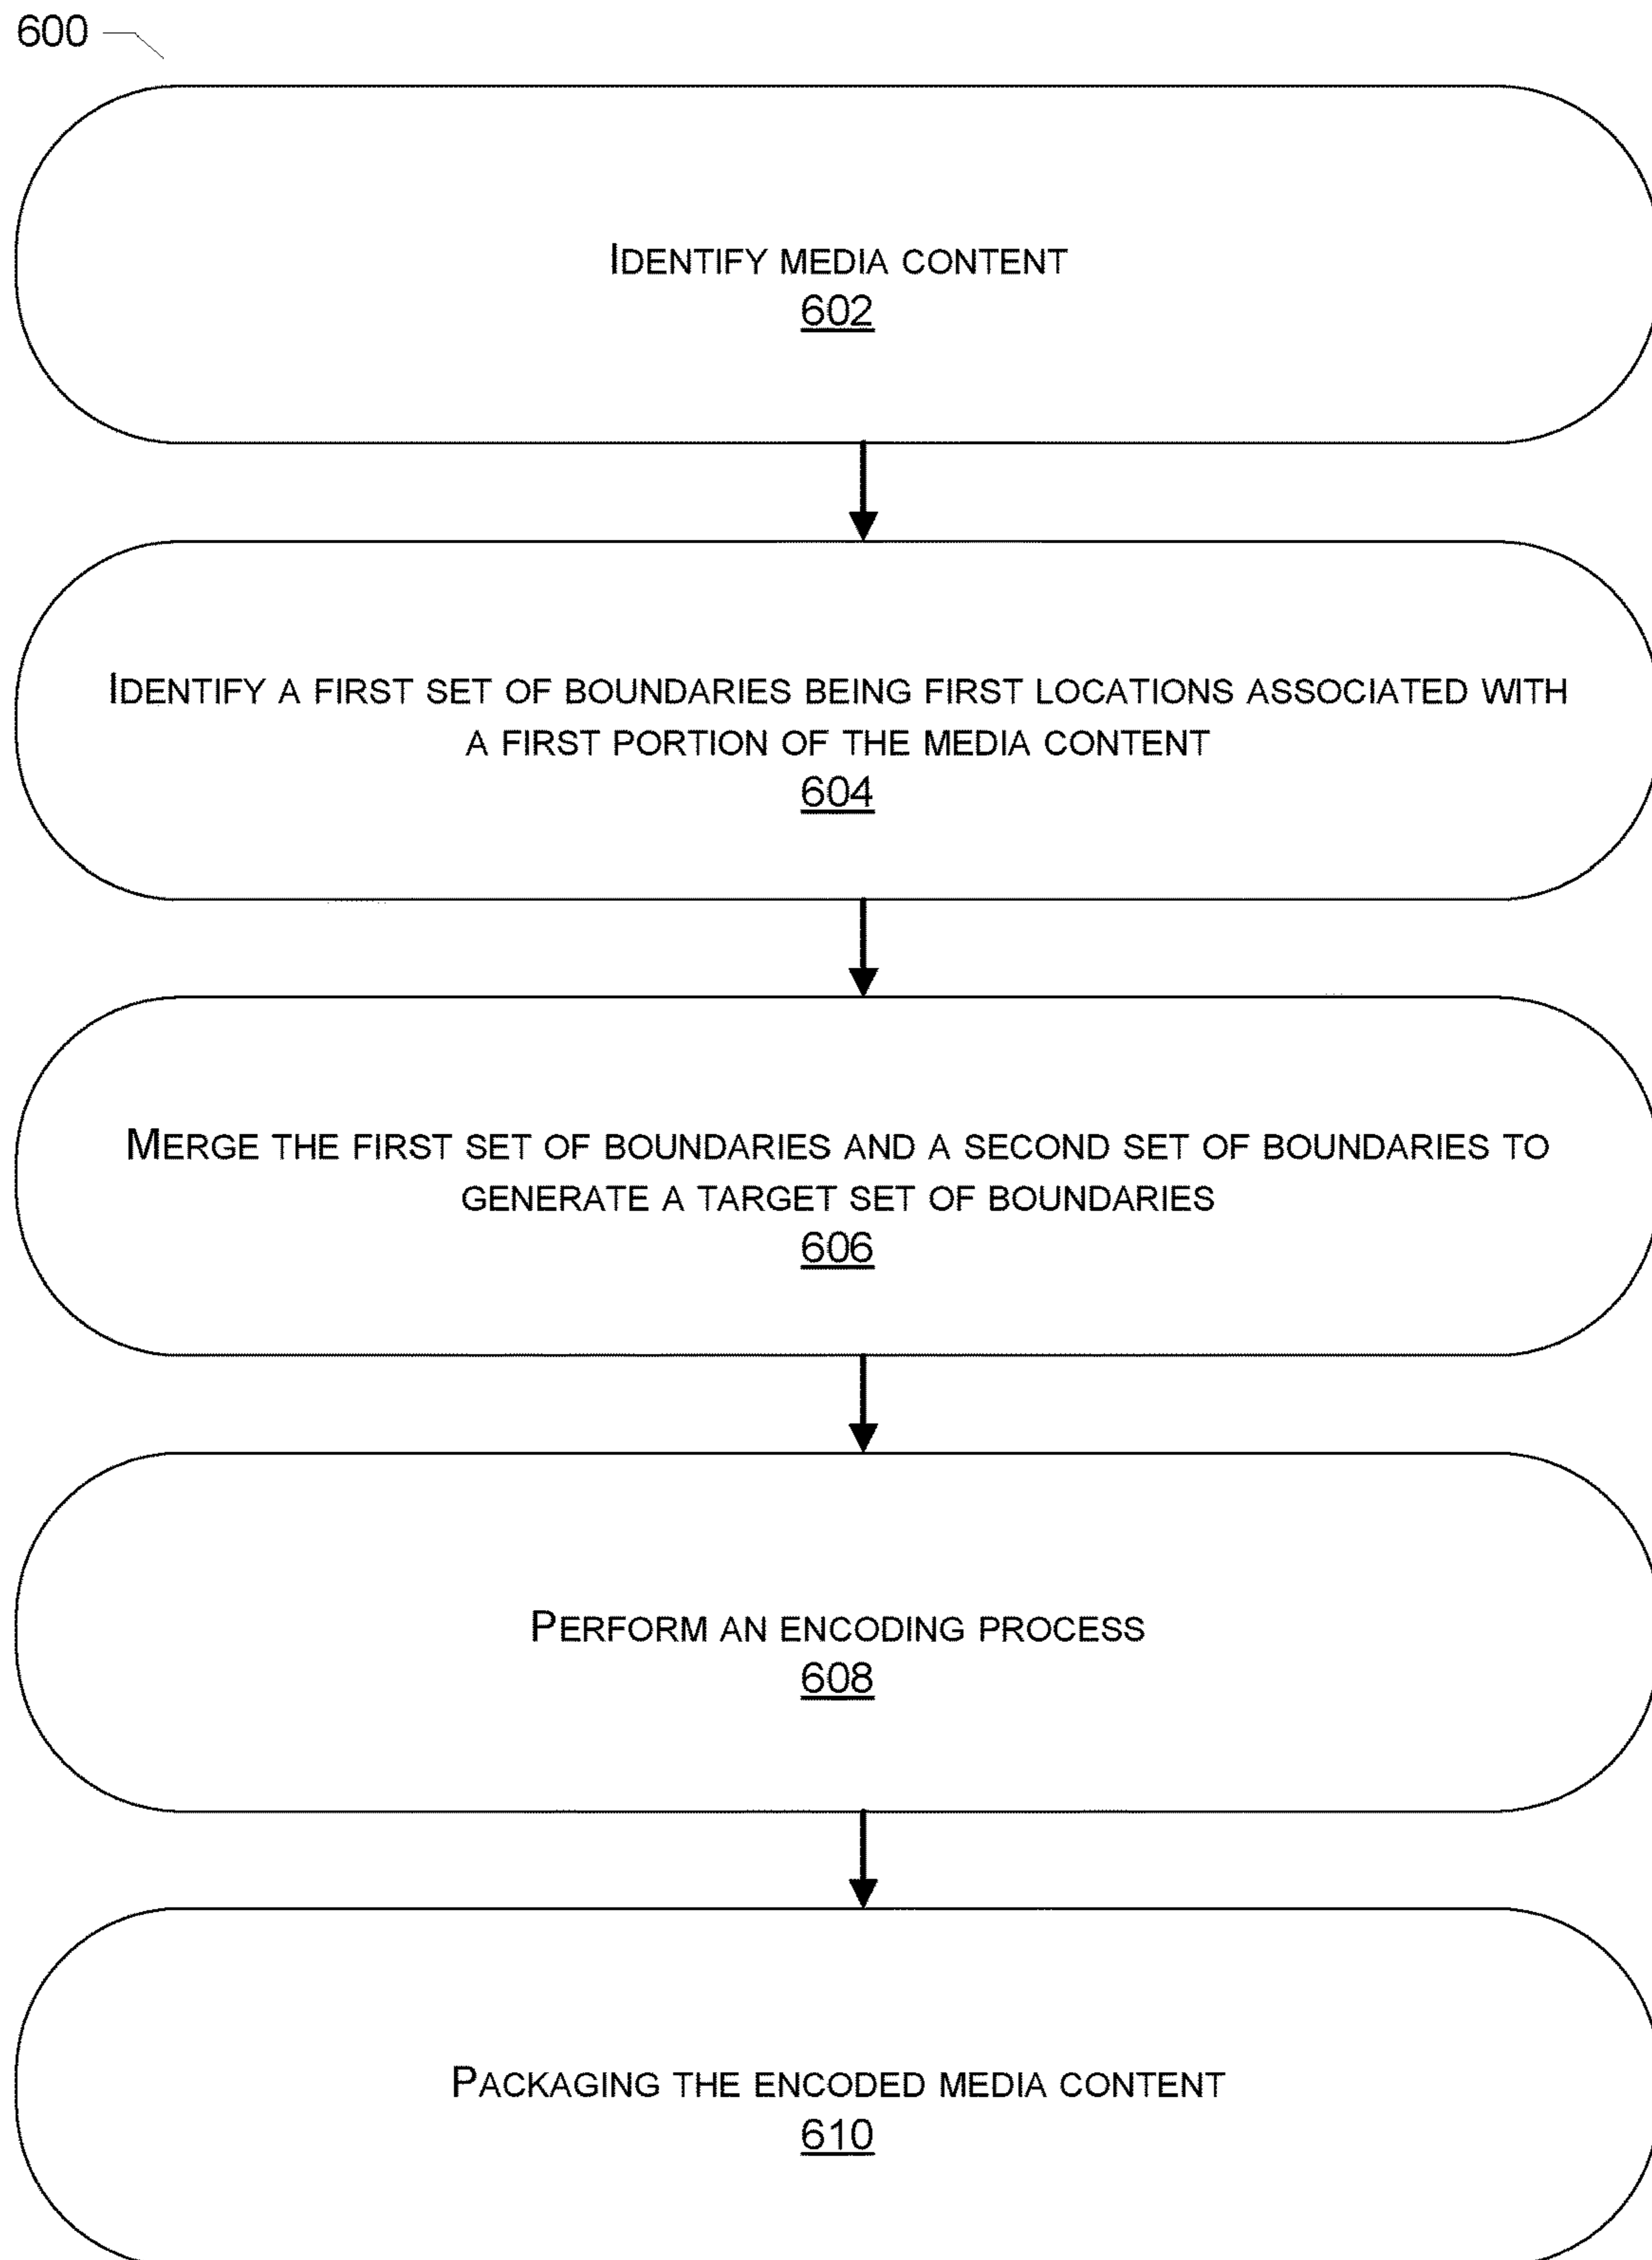 600
IDENTIFY MEDIA CONTENT
602
IDENTIFY A FIRST SET OF BOUNDARIES BEING FIRST LOCATIONS ASSOCIATED WITH
A FIRST PORTION OF THE MEDIA CONTENT
604
MERGE THE FIRST SET OF BOUNDARIES AND A SECOND SET OF BOUNDARIES TO
GENERATE A TARGET SET OF BOUNDARIES
606
PERFORM AN ENCODING PROCESS
608
PACKAGING THE ENCODED MEDIA CONTENT
610